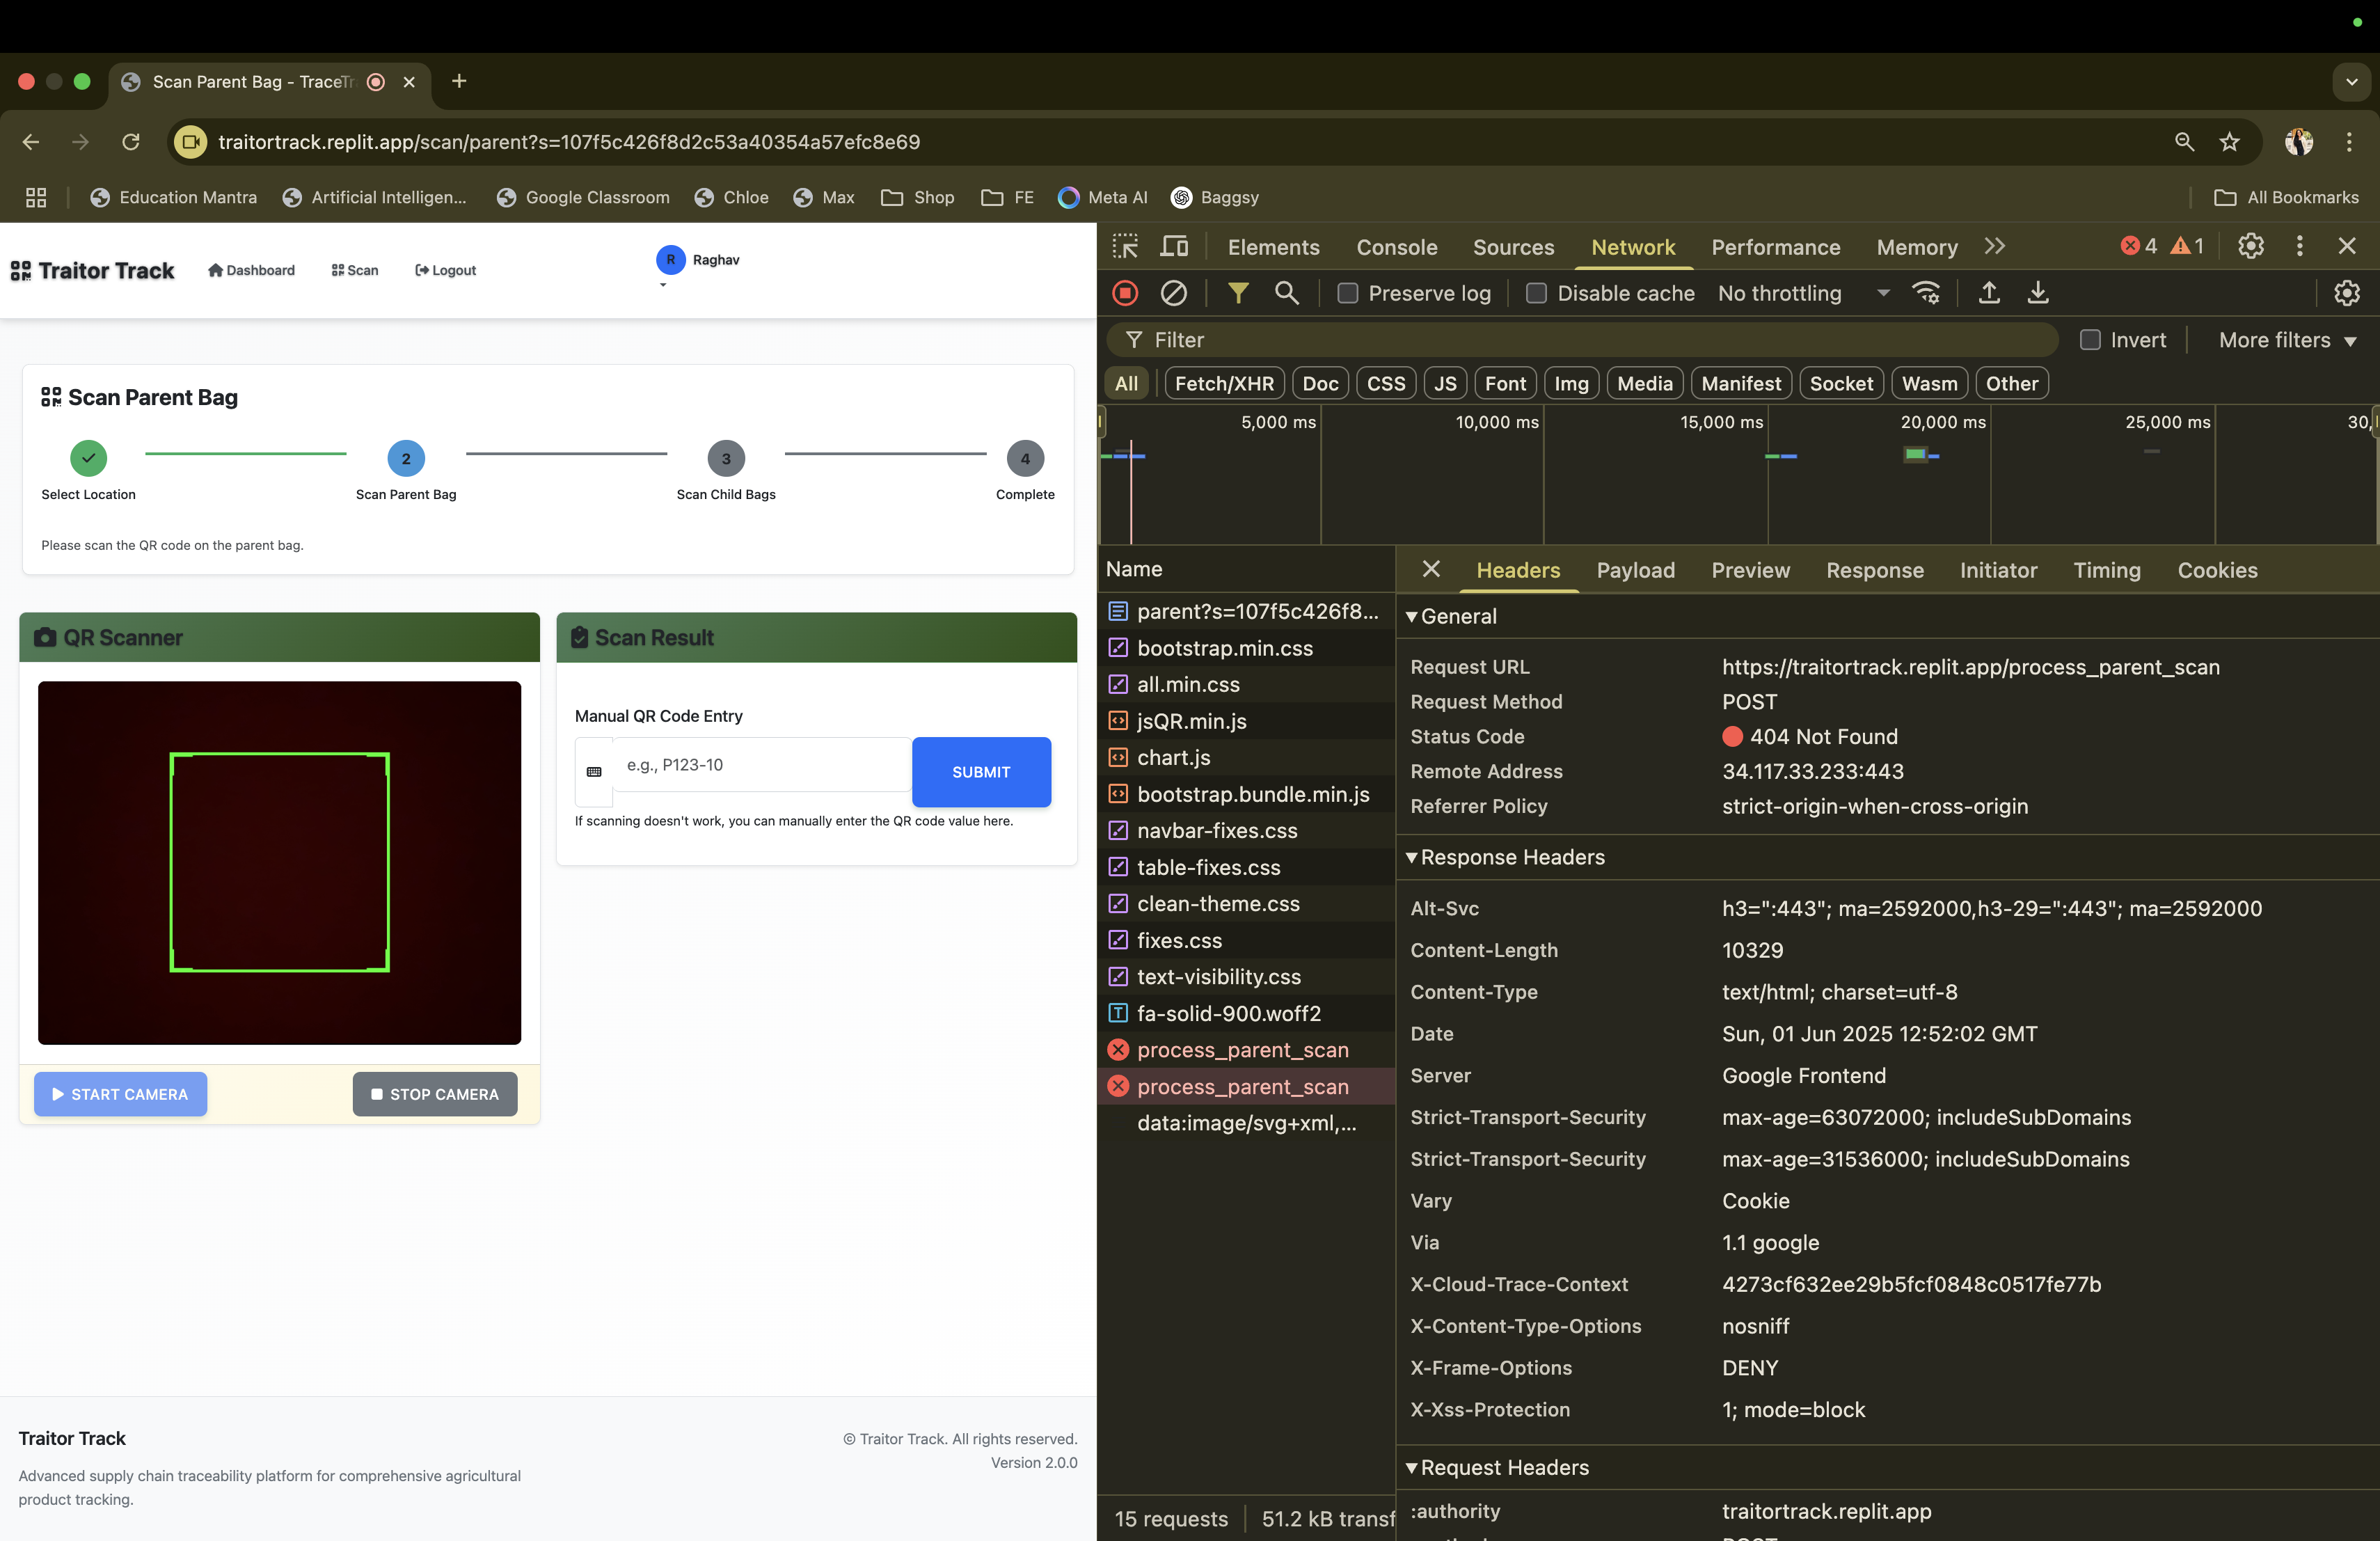 Scan Parent Bag - TraceTr
traitortrack.replit.app/scan/parent?s=107f5c426f8d2c53a40354a57efc8e69
Education Mantra
Artificial Intelligen...
Google Classroom
Chloe
Max
Shop
FE
Meta AI
Baggsy
All Bookmarks
Traitor Track
Dashboard
Scan
Logout
R
Raghav
Scan Parent Bag
2
3
4
Select Location
Scan Parent Bag
Scan Child Bags
Complete
Please scan the QR code on the parent bag.
QR Scanner
START CAMERA
STOP CAMERA
Scan Result
Manual QR Code Entry
e.g., P123-10
SUBMIT
If scanning doesn't work, you can manually enter the QR code value here.
Traitor Track
Advanced supply chain traceability platform for comprehensive agricultural
product tracking.
© Traitor Track. All rights reserved.
Version 2.0.0
Elements
Console
Sources
Network
Performance
Memory
4
1
Preserve log
Disable cache
No throttling
Filter
Invert
More filters
All
Fetch/XHR
Doc
CSS
JS
Font
Img
Media
Manifest
Socket
Wasm
Other
5,000 ms
10,000 ms
15,000 ms
20,000 ms
25,000 ms
30,
Name
parent?s=107f5c426f8...
bootstrap.min.css
all.min.css
jsQR.min.js
chart.js
bootstrap.bundle.min.js
navbar-fixes.css
table-fixes.css
clean-theme.css
fixes.css
text-visibility.css
fa-solid-900.woff2
process_parent_scan
process_parent_scan
data:image/svg+xml,...
15 requests
51.2 kB transf
Headers
Payload
Preview
Response
Initiator
Timing
Cookies
General
Request URL https://traitortrack.replit.app/process_parent_scan
Request Method POST
Status Code 404 Not Found
Remote Address 34.117.33.233:443
Referrer Policy strict-origin-when-cross-origin
Response Headers
Alt-Svc h3=":443"; ma=2592000,h3-29=":443"; ma=2592000
Content-Length 10329
Content-Type text/html; charset=utf-8
Date Sun, 01 Jun 2025 12:52:02 GMT
Server Google Frontend
Strict-Transport-Security max-age=63072000; includeSubDomains
Strict-Transport-Security max-age=31536000; includeSubDomains
Vary Cookie
Via 1.1 google
X-Cloud-Trace-Context 4273cf632ee29b5fcf0848c0517fe77b
X-Content-Type-Options nosniff
X-Frame-Options DENY
X-Xss-Protection 1; mode=block
Request Headers
:authority traitortrack.replit.app